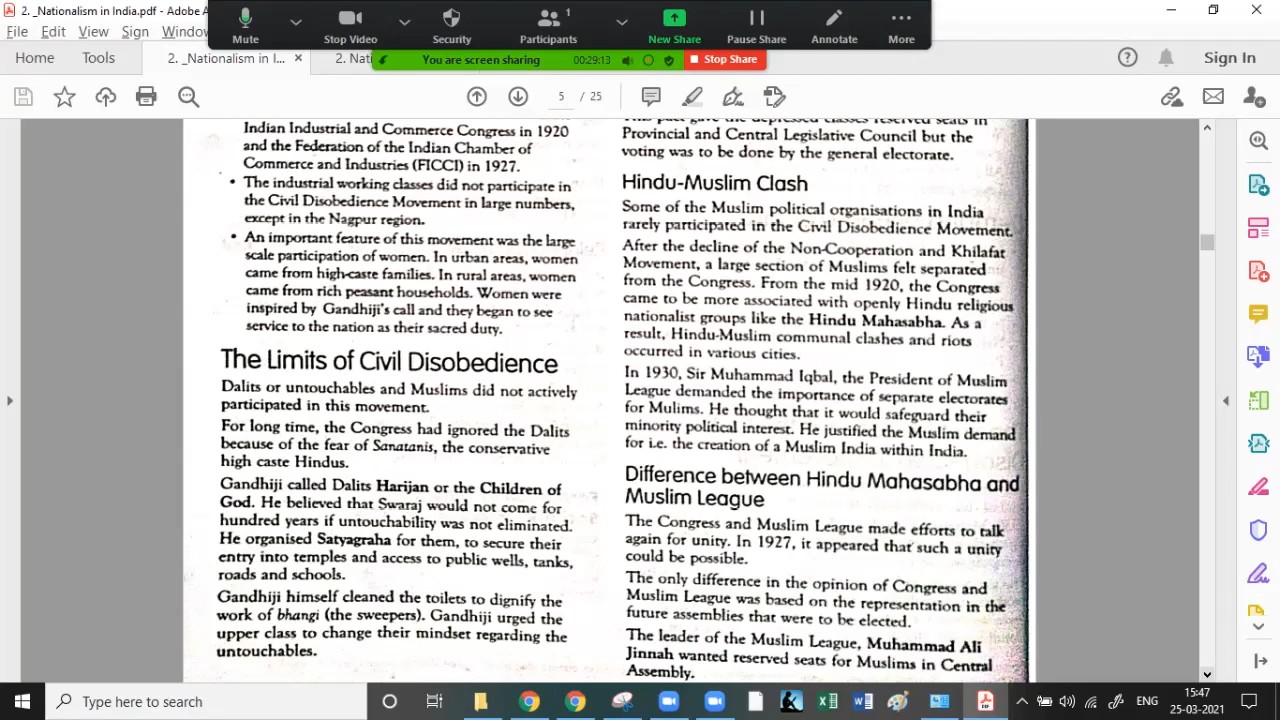 2. _Nationalism in India.pdf - Adobe A
File Edit View Sign Window
Mute
Stop Video
Security
1
Participants
New Share
Pause Share
Annotate
More
You are screen sharing
00:29:13
Stop Share
Home
Tools
2. _Nationalism in I...
2. Nati
Sign In
5 / 25
Indian Industrial and Commerce Congress in 1920
and the Federation of the Indian Chamber of
Commerce and Industries (FICCI) in 1927.
• The industrial working classes did not participate in
the Civil Disobedience Movement in large numbers,
except in the Nagpur region.
• An important feature of this movement was the large
scale participation of women. In urban areas, women
came from high-caste families. In rural areas, women
came from rich peasant households. Women were
inspired by Gandhiji's call and they began to see
service to the nation as their sacred duty.
The Limits of Civil Disobedience
Dalits or untouchables and Muslims did not actively
participated in this movement.
For long time, the Congress had ignored the Dalits
because of the fear of Sanatanis, the conservative
high caste Hindus.
Gandhiji called Dalits Harijan or the Children of
God. He believed that Swaraj would not come for
hundred years if untouchability was not eliminated.
He organised Satyagraha for them, to secure their
entry into temples and access to public wells, tanks,
roads and schools.
Gandhiji himself cleaned the toilets to dignify the
work of bhangi (the sweepers). Gandhiji urged the
upper class to change their mindset regarding the
untouchables.
This pact gave the depressed classes reserved seats in
Provincial and Central Legislative Council but the
voting was to be done by the general electorate.
Hindu-Muslim Clash
Some of the Muslim political organisations in India
rarely participated in the Civil Disobedience Movement.
After the decline of the Non-Cooperation and Khilafat
Movement, a large section of Muslims felt separated
from the Congress. From the mid 1920, the Congress
came to be more associated with openly Hindu religious
nationalist groups like the Hindu Mahasabha. As a
result, Hindu-Muslim communal clashes and riots
occurred in various cities.
In 1930, Sir Muhammad Iqbal, the President of Muslim
League demanded the importance of separate electorates
for Mulims. He thought that it would safeguard their
minority political interest. He justified the Muslim demand
for i.e. the creation of a Muslim India within India.
Difference between Hindu Mahasabha and
Muslim League
The Congress and Muslim League made efforts to talk
again for unity. In 1927, it appeared that such a unity
could be possible.
The only difference in the opinion of Congress and
Muslim League was based on the representation in the
future assemblies that were to be elected.
The leader of the Muslim League, Muhammad Ali
Jinnah wanted reserved seats for Muslims in Central
Assembly.
Type here to search
ENG
15:47
25-03-2021